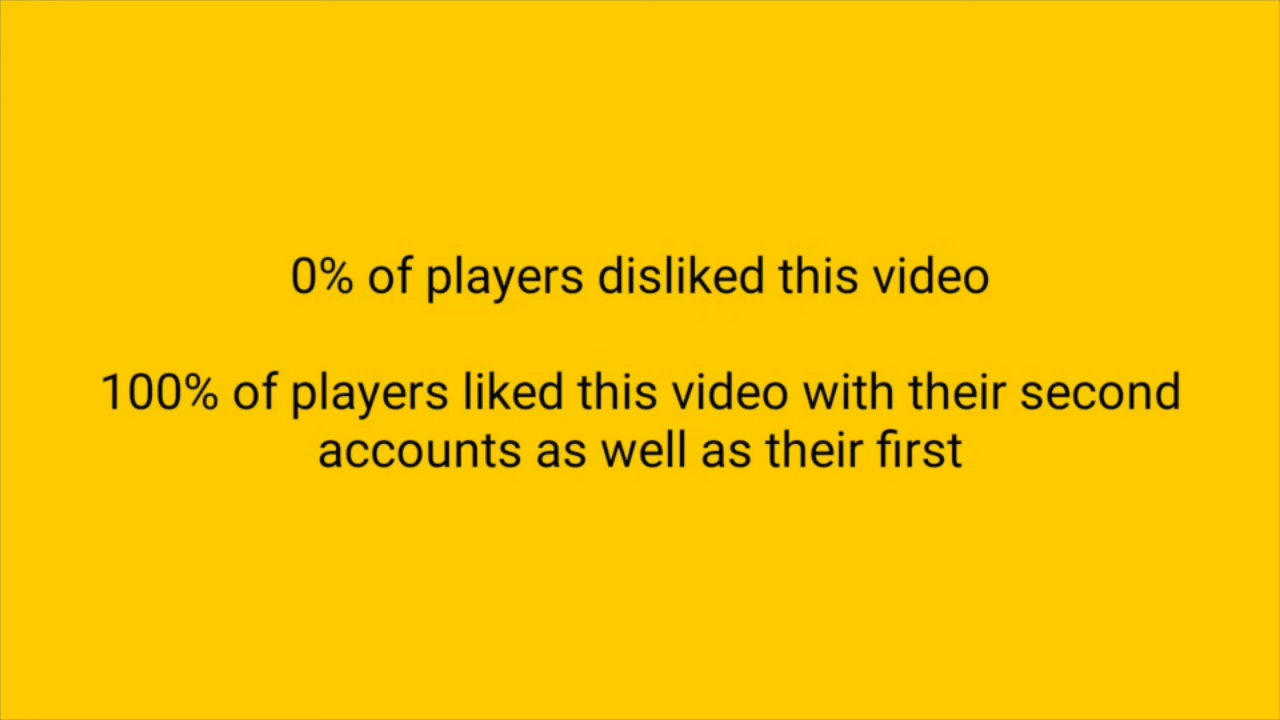 0% of players disliked this video
100% of players liked this video with their second
accounts as well as their first